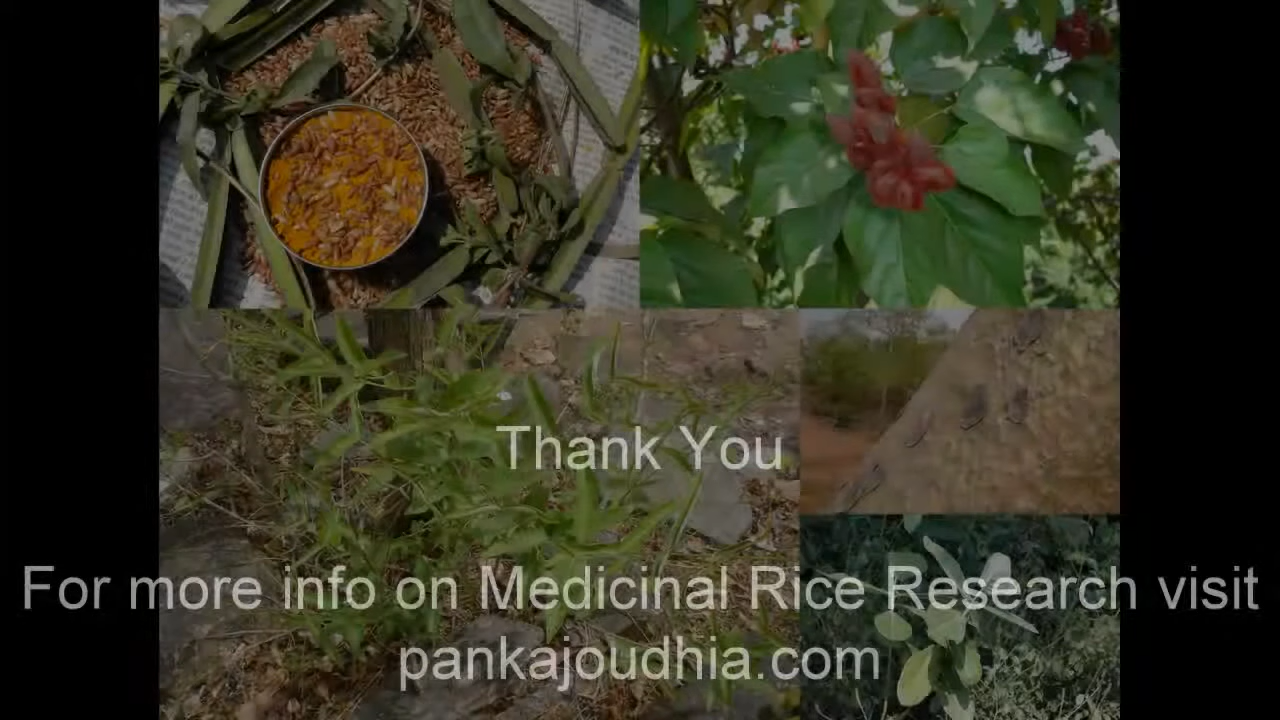 Thank You
For more info on Medicinal Rice Research visit
pankajoudhia.com